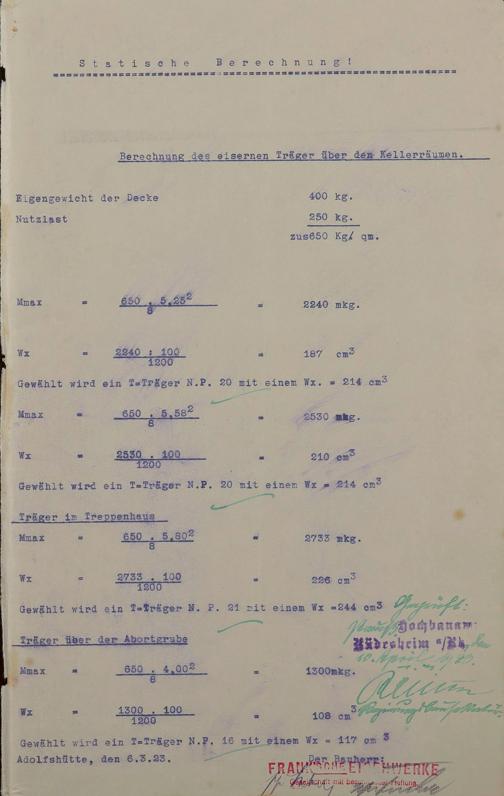 Statische Berechnung!
Berechnung des eisernen Träger über den Kellerräumen.
Eigengewicht der Decke 400 kg.
Nutzlast 250 kg.
zus650 Kg/ qm.
Mmax = 650 . 5,25² / 8 = 2240 mkg.
Wx = 2240 : 100 / 1200 = 187 cm³
Gewählt wird ein T=Träger N.P. 20 mit einem Wx. = 214 cm³
Mmax = 650 . 5,58² / 8 = 2530 mkg.
Wx = 2530 . 100 / 1200 = 210 cm³
Gewählt wird ein T=Träger N.P. 20 mit einem Wx = 214 cm³
Träger im Treppenhaus
Mmax = 650 . 5,80² / 8 = 2733 mkg.
Wx = 2733 . 100 / 1200 = 226 cm³
Gewählt wird ein T=Träger N. P. 21 mit einem Wx =244 cm³
Geprüft:
Hochbauamt
Rüdesheim a/Rh.
Träger über der Abortgrube
Mmax = 650 . 4,00² / 8 = 1300mkg.
Wx = 1300 . 100 / 1200 = 108 cm³
Gewählt wird ein T=Träger N.P. 16 mit einem Wx = 117 cm ³
Adolfshütte, den 6.3.23. Der Bauherr: